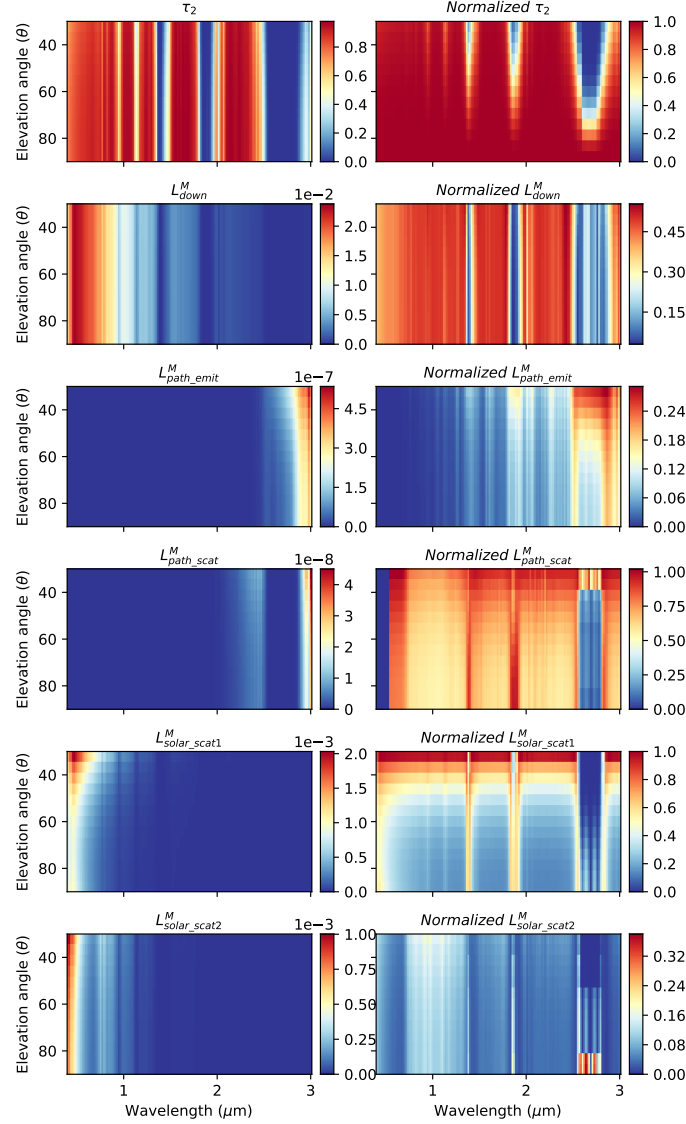 τ₂
Normalized τ₂
Elevation angle (θ)
40
60
80
0.8
0.6
0.4
0.2
0.0
1.0
0.8
0.6
0.4
0.2
0.0
L^M_down
1e−2
Normalized L^M_down
Elevation angle (θ)
40
60
80
2.0
1.5
1.0
0.5
0.0
0.45
0.30
0.15
L^M_path_emit
1e−7
Normalized L^M_path_emit
Elevation angle (θ)
40
60
80
4.5
3.0
1.5
0.0
0.24
0.18
0.12
0.06
0.00
L^M_path_scat
1e−8
Normalized L^M_path_scat
Elevation angle (θ)
40
60
80
4
3
2
1
0
1.00
0.75
0.50
0.25
0.00
L^M_solar_scat1
1e−3
Normalized L^M_solar_scat1
Elevation angle (θ)
40
60
80
2.0
1.5
1.0
0.5
0.0
1.0
0.8
0.6
0.4
0.2
0.0
L^M_solar_scat2
1e−3
Normalized L^M_solar_scat2
Elevation angle (θ)
40
60
80
1.00
0.75
0.50
0.25
0.00
0.32
0.24
0.16
0.08
0.00
1 2 3
1 2 3
Wavelength (μm)
Wavelength (μm)